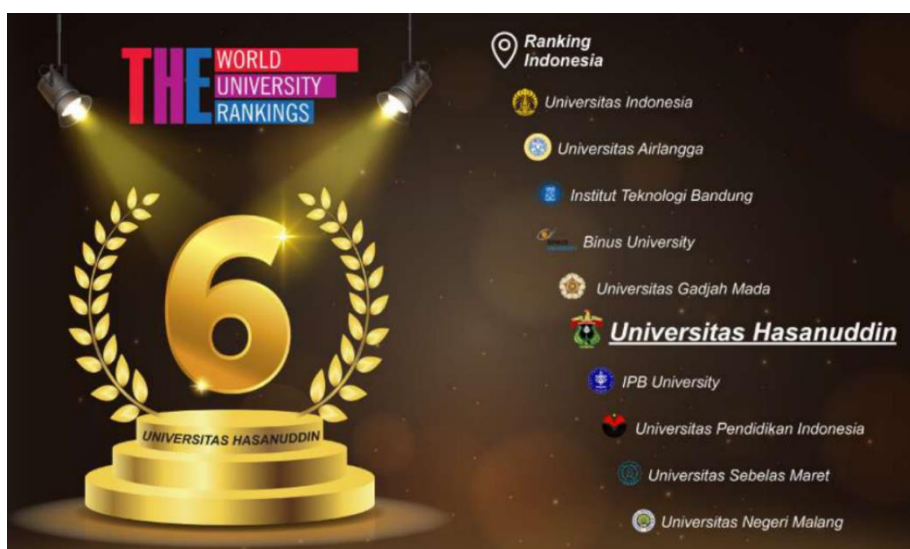 THE WORLD
UNIVERSITY
RANKINGS
6
UNIVERSITAS HASANUDDIN
Ranking
Indonesia
Universitas Indonesia
Universitas Airlangga
Institut Teknologi Bandung
Binus University
Universitas Gadjah Mada
Universitas Hasanuddin
IPB University
Universitas Pendidikan Indonesia
Universitas Sebelas Maret
Universitas Negeri Malang